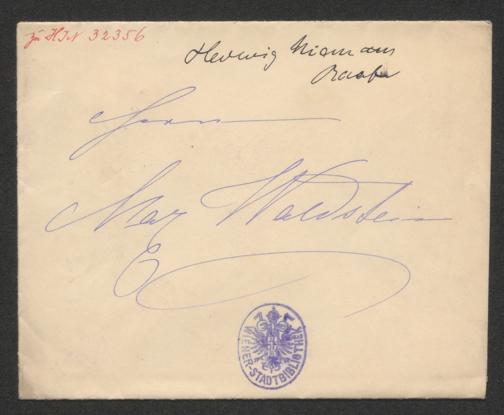 zu H.I.N 32356
Hedwig Niemann
Raabe
Herrn
Max Waldstein
WIENER-STADTBIBLIOTHEK